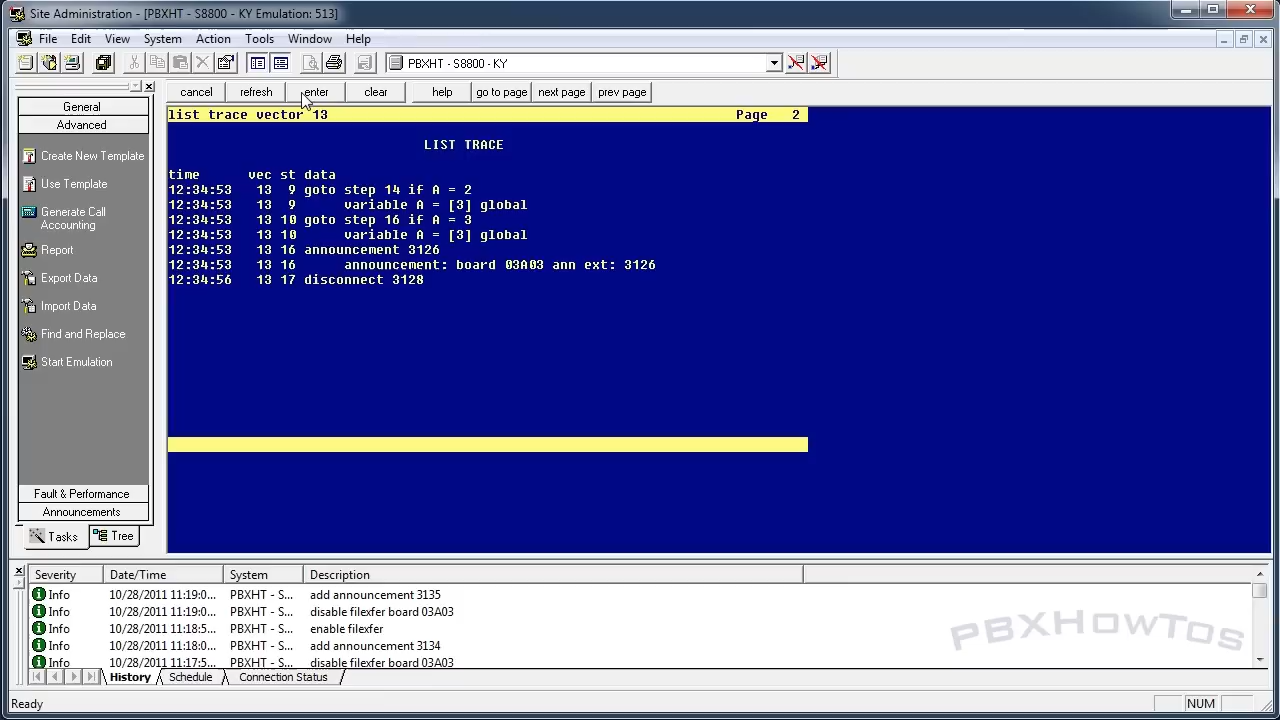 Site Administration - [PBXHT - S8800 - KY Emulation: 513]
File Edit View System Action Tools Window Help
PBXHT - S8800 - KY
cancel refresh enter clear help go to page next page prev page
General
Advanced
Create New Template
Use Template
Generate Call
Accounting
Report
Export Data
Import Data
Find and Replace
Start Emulation
Fault & Performance
Announcements
Tasks Tree
list trace vector 13 Page 2
LIST TRACE
time vec st data
12:34:53 13 9 goto step 14 if A = 2
12:34:53 13 9 variable A = [3] global
12:34:53 13 10 goto step 16 if A = 3
12:34:53 13 10 variable A = [3] global
12:34:53 13 16 announcement 3126
12:34:53 13 16 announcement: board 03A03 ann ext: 3126
12:34:56 13 17 disconnect 3128
Severity Date/Time System Description
Info 10/28/2011 11:19:0... PBXHT - S... add announcement 3135
Info 10/28/2011 11:19:0... PBXHT - S... disable filexfer board 03A03
Info 10/28/2011 11:18:5... PBXHT - S... enable filexfer
Info 10/28/2011 11:18:0... PBXHT - S... add announcement 3134
Info 10/28/2011 11:17:5... PBXHT - S... disable filexfer board 03A03
History Schedule Connection Status
PBXHowTos
Ready NUM